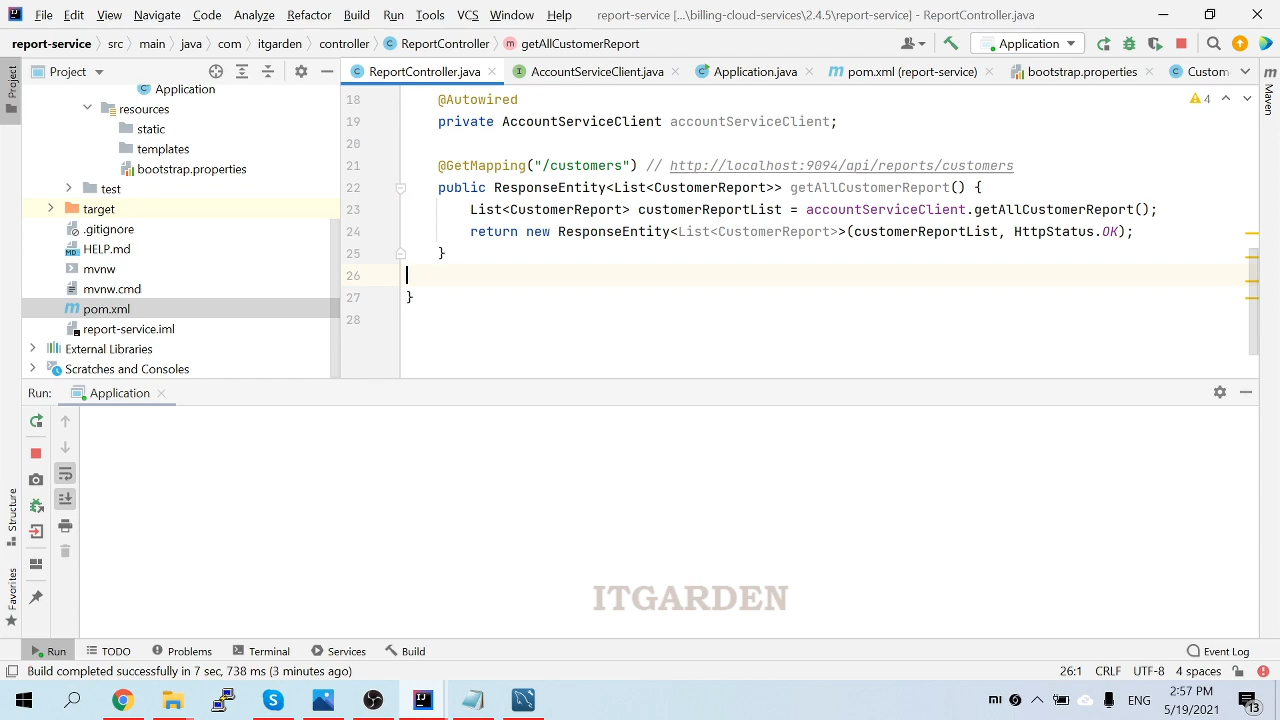 File Edit View Navigate Code Analyze Refactor Build Run Tools VCS Window Help report-service [...\billing-cloud-services\2.4.5\report-service] - ReportController.java
report-service src main java com itgarden controller ReportController getAllCustomerReport Application
Project
Project
ReportController.java AccountServiceClient.java Application.java pom.xml (report-service) bootstrap.properties Custom
Maven
Application
resources
static
templates
bootstrap.properties
test
target
.gitignore
HELP.md
mvnw
mvnw.cmd
pom.xml
report-service.iml
External Libraries
Scratches and Consoles
4
18 @Autowired
19 private AccountServiceClient accountServiceClient;
20
21 @GetMapping("/customers") // http://localhost:9094/api/reports/customers
22 public ResponseEntity<List<CustomerReport>> getAllCustomerReport() {
23 List<CustomerReport> customerReportList = accountServiceClient.getAllCustomerReport();
24 return new ResponseEntity<List<CustomerReport>>(customerReportList, HttpStatus.OK);
25 }
26
27 }
28
Run: Application
Structure
Favorites
ITGARDEN
Run TODO Problems Terminal Services Build Event Log
Build completed successfully in 7 sec, 738 ms (3 minutes ago) 26:1 CRLF UTF-8 4 spaces
ENG
2:57 PM
5/19/2021
13